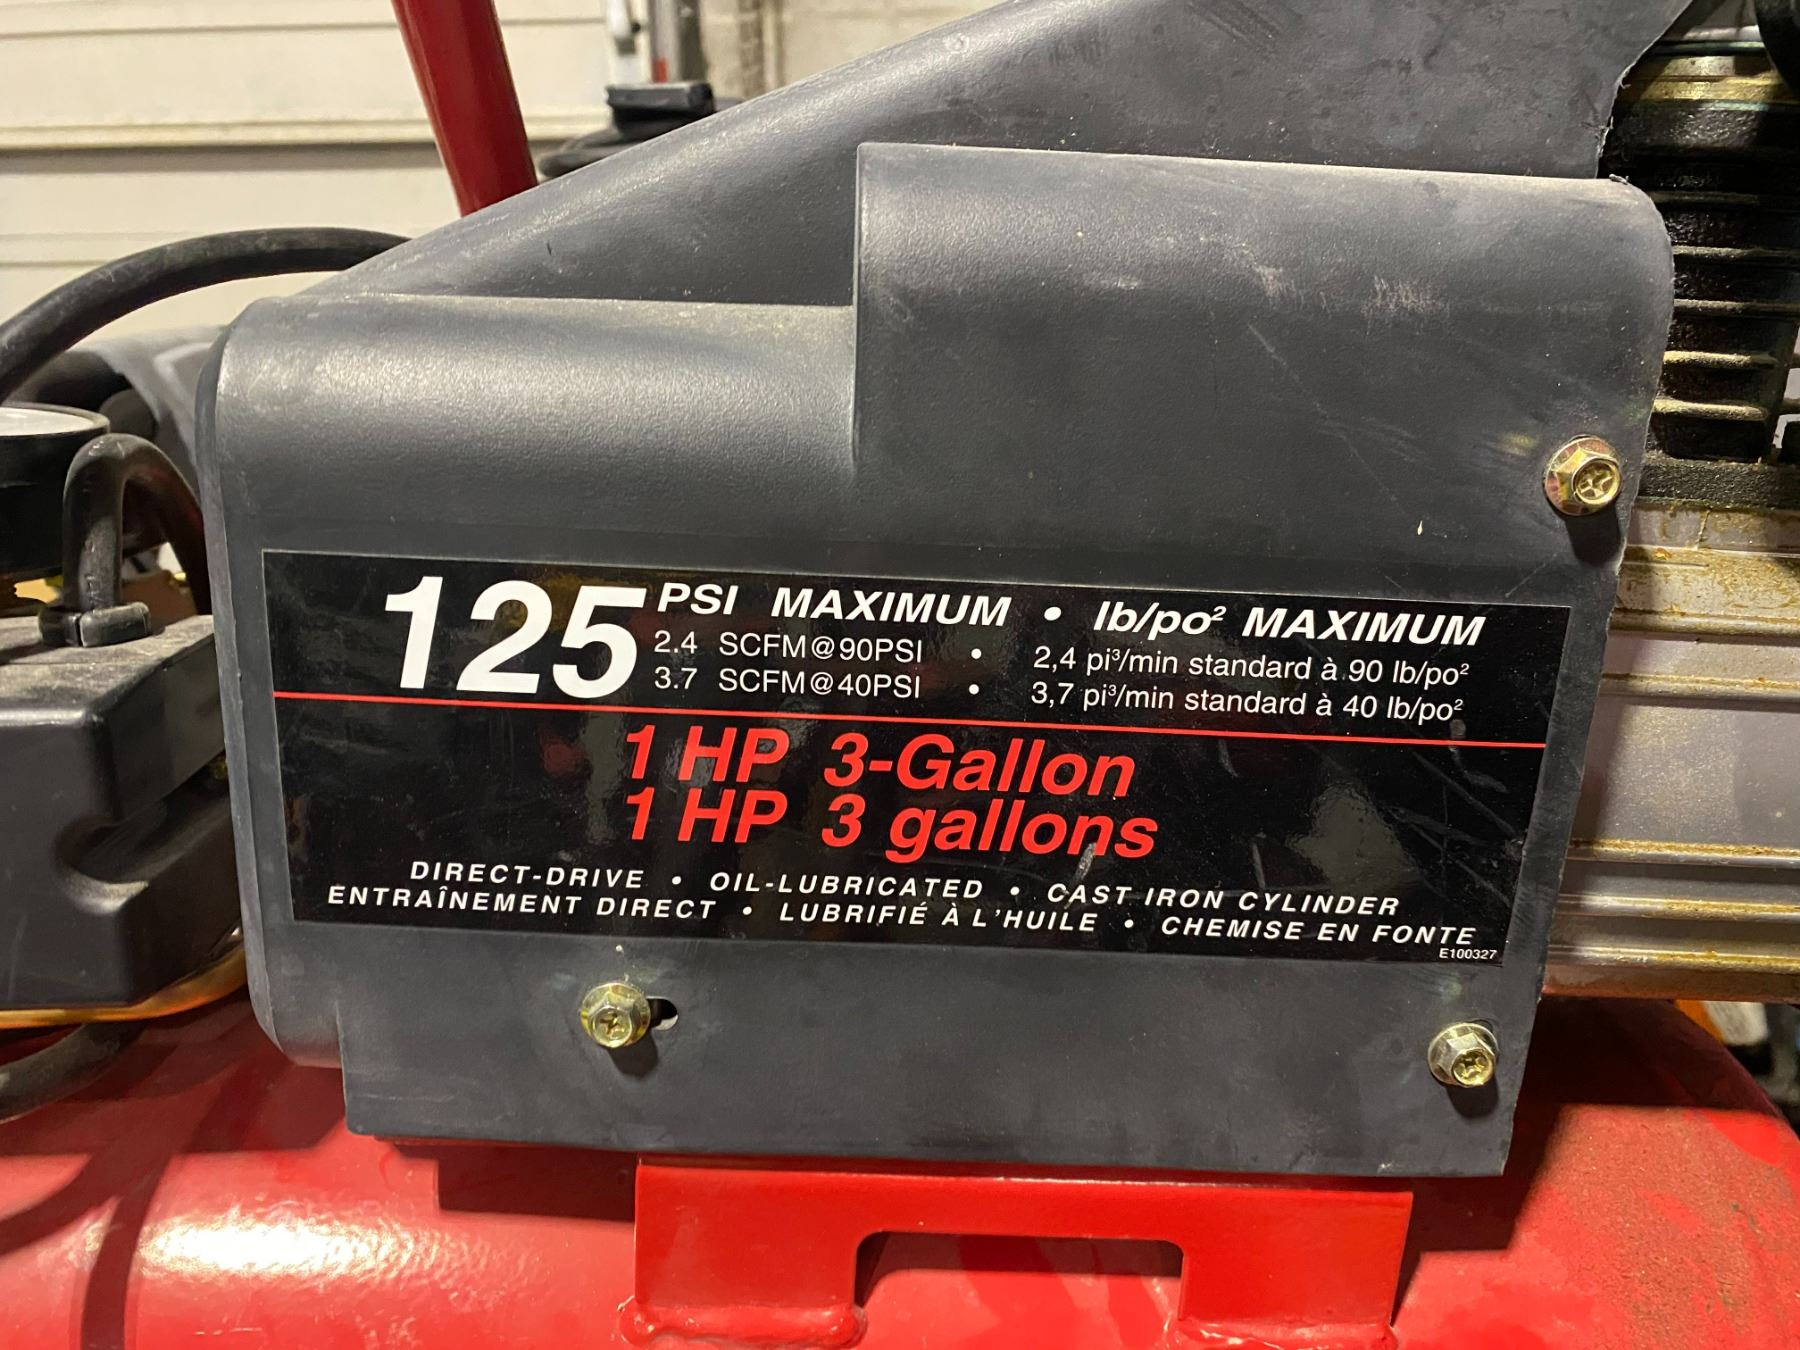 125 PSI MAXIMUM • lb/po² MAXIMUM
2.4 SCFM@90PSI • 2,4 pi³/min standard à 90 lb/po²
3.7 SCFM@40PSI • 3,7 pi³/min standard à 40 lb/po²
1 HP 3-Gallon
1 HP 3 gallons
DIRECT-DRIVE • OIL-LUBRICATED • CAST IRON CYLINDER
ENTRAÎNEMENT DIRECT • LUBRIFIÉ À L'HUILE • CHEMISE EN FONTE
E100327